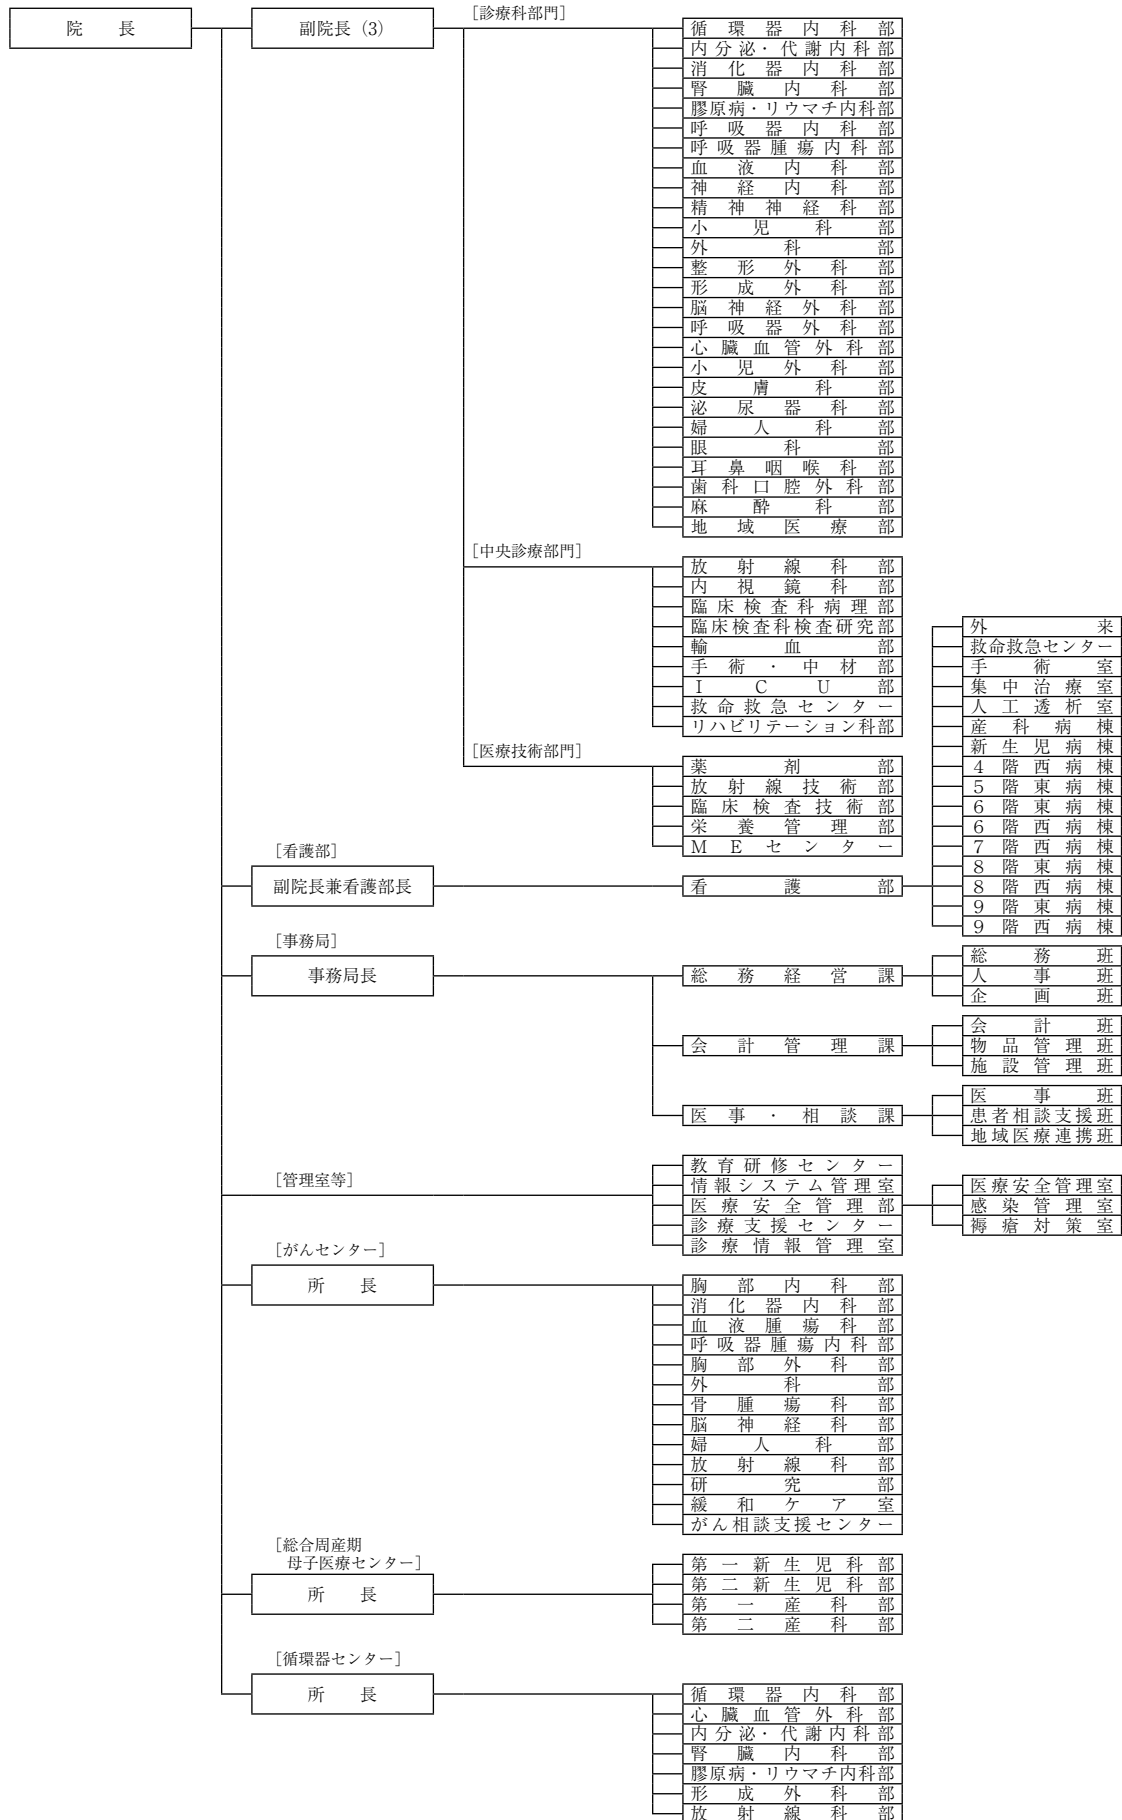 院長
副院長（3）
［診療科部門］
循環器内科部
内分泌・代謝内科部
消化器内科部
腎臓内科部
膠原病・リウマチ内科部
呼吸器内科部
呼吸器腫瘍内科部
血液内科部
神経内科部
精神神経科部
小児科部
外科部
整形外科部
形成外科部
脳神経外科部
呼吸器外科部
心臓血管外科部
小児外科部
皮膚科部
泌尿器科部
婦人科部
眼科部
耳鼻咽喉科部
歯科口腔外科部
麻酔科部
地域医療部
［中央診療部門］
放射線科部
内視鏡科部
臨床検査科病理部
臨床検査科検査研究部
輸血部
手術・中材部
ＩＣＵ部
救命救急センター
リハビリテーション科部
［医療技術部門］
薬剤部
放射線技術部
臨床検査技術部
栄養管理部
ＭＥセンター
［看護部］
副院長兼看護部長
看護部
外来
救命救急センター
手術室
集中治療室
人工透析室
産科病棟
新生児病棟
4階西病棟
5階東病棟
6階東病棟
6階西病棟
7階西病棟
8階東病棟
8階西病棟
9階東病棟
9階西病棟
［事務局］
事務局長
総務経営課
総務班
人事班
企画班
会計管理課
会計班
物品管理班
施設管理班
医事・相談課
医事班
患者相談支援班
地域医療連携班
［管理室等］
教育研修センター
情報システム管理室
医療安全管理部
診療支援センター
診療情報管理室
医療安全管理室
感染管理室
褥瘡対策室
［がんセンター］
所長
胸部内科部
消化器内科部
血液腫瘍科部
呼吸器腫瘍内科部
胸部外科部
外科部
骨腫瘍科部
脳神経科部
婦人科部
放射線科部
研究部
緩和ケア室
がん相談支援センター
［総合周産期
母子医療センター］
所長
第一新生児科部
第二新生児科部
第一産科部
第二産科部
［循環器センター］
所長
循環器内科部
心臓血管外科部
内分泌・代謝内科部
腎臓内科部
膠原病・リウマチ内科部
形成外科部
放射線科部